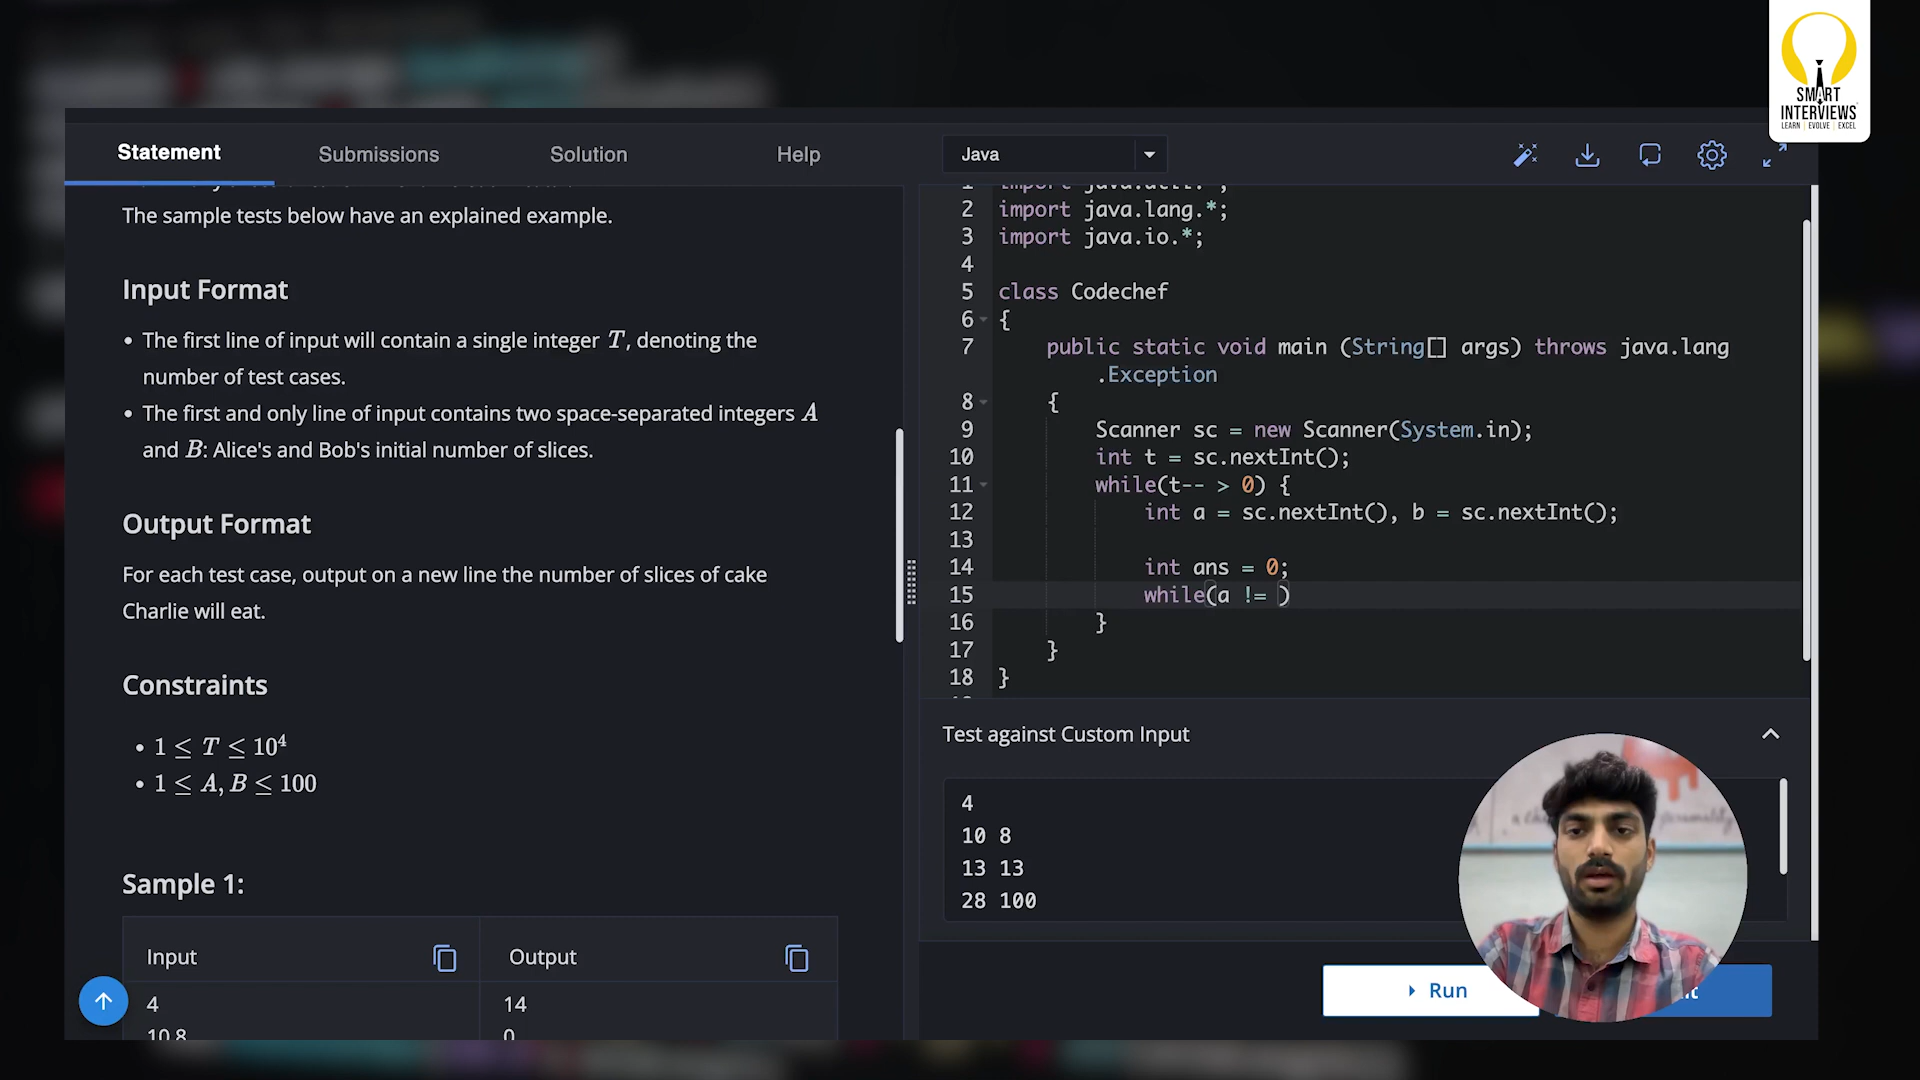 SMART
INTERVIEWS
LEARN | EVOLVE | EXCEL
Statement
Submissions
Solution
Help
Java
The sample tests below have an explained example.
Input Format
• The first line of input will contain a single integer T, denoting the
number of test cases.
• The first and only line of input contains two space-separated integers A
and B: Alice's and Bob's initial number of slices.
Output Format
For each test case, output on a new line the number of slices of cake
Charlie will eat.
Constraints
• 1 ≤ T ≤ 10⁴
• 1 ≤ A, B ≤ 100
Sample 1:
Input
Output
4
14
10 8
0
2 import java.lang.*;
3 import java.io.*;
4
5 class Codechef
6 {
7 public static void main (String[] args) throws java.lang
.Exception
8 {
9 Scanner sc = new Scanner(System.in);
10 int t = sc.nextInt();
11 while(t-- > 0) {
12 int a = sc.nextInt(), b = sc.nextInt();
13
14 int ans = 0;
15 while(a != )
16 }
17 }
18 }
Test against Custom Input
4
10 8
13 13
28 100
Run